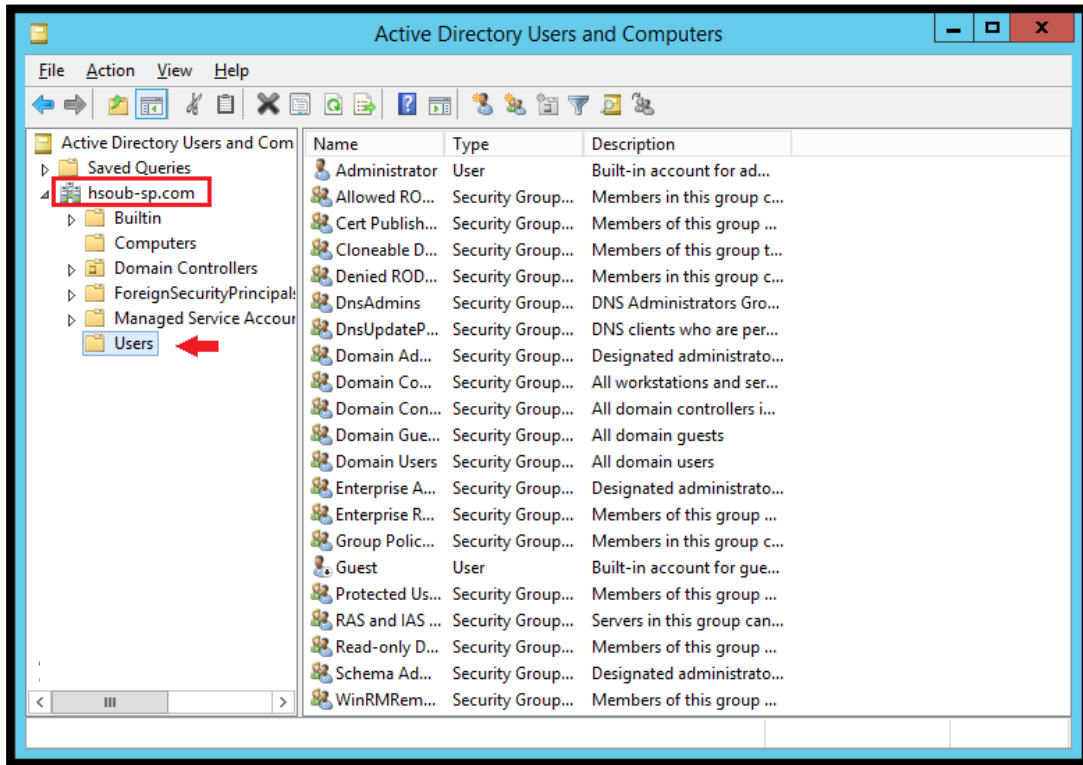 Active Directory Users and Computers
File Action View Help
Active Directory Users and Com
Saved Queries
hsoub-sp.com
Builtin
Computers
Domain Controllers
ForeignSecurityPrincipals
Managed Service Accour
Users
Name Type Description
Administrator User Built-in account for ad...
Allowed RO... Security Group... Members in this group c...
Cert Publish... Security Group... Members of this group ...
Cloneable D... Security Group... Members of this group t...
Denied ROD... Security Group... Members in this group c...
DnsAdmins Security Group... DNS Administrators Gro...
DnsUpdateP... Security Group... DNS clients who are per...
Domain Ad... Security Group... Designated administrato...
Domain Co... Security Group... All workstations and ser...
Domain Con... Security Group... All domain controllers i...
Domain Gue... Security Group... All domain guests
Domain Users Security Group... All domain users
Enterprise A... Security Group... Designated administrato...
Enterprise R... Security Group... Members of this group ...
Group Polic... Security Group... Members in this group c...
Guest User Built-in account for gue...
Protected Us... Security Group... Members of this group ...
RAS and IAS ... Security Group... Servers in this group can...
Read-only D... Security Group... Members of this group ...
Schema Ad... Security Group... Designated administrato...
WinRMRem... Security Group... Members of this group ...